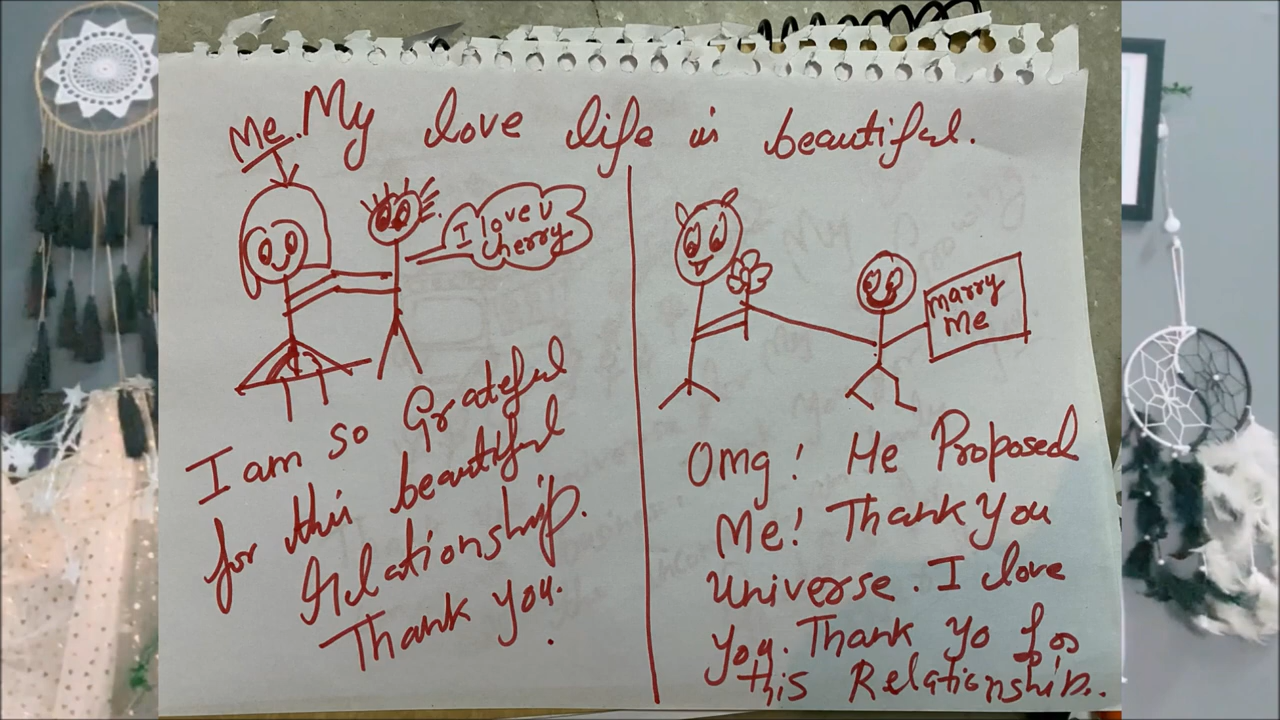 Me. My love life is beautiful.
I love u
cherry
I am so Grateful
for this beautiful
Relationship.
Thank you.
Marry
Me
Omg! He Proposed
Me! Thank you
Universe. I love
You. Thank Yo for
this Relationship..